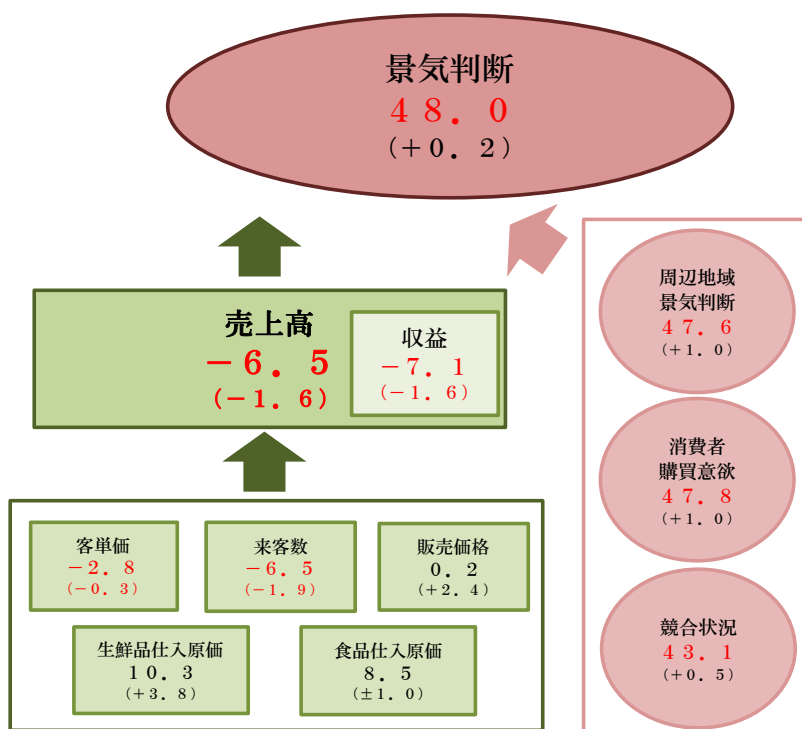 景気判断
４８．０
（＋０．２）
売上高
－６．５
（－１．６）
収益
－７．１
（－１．６）
周辺地域
景気判断
４７．６
（＋１．０）
消費者
購買意欲
４７．８
（＋１．０）
競合状況
４３．１
（＋０．５）
客単価
－２．８
（－０．３）
来客数
－６．５
（－１．９）
販売価格
０．２
（＋２．４）
生鮮品仕入原価
１０．３
（＋３．８）
食品仕入原価
８．５
（±１．０）